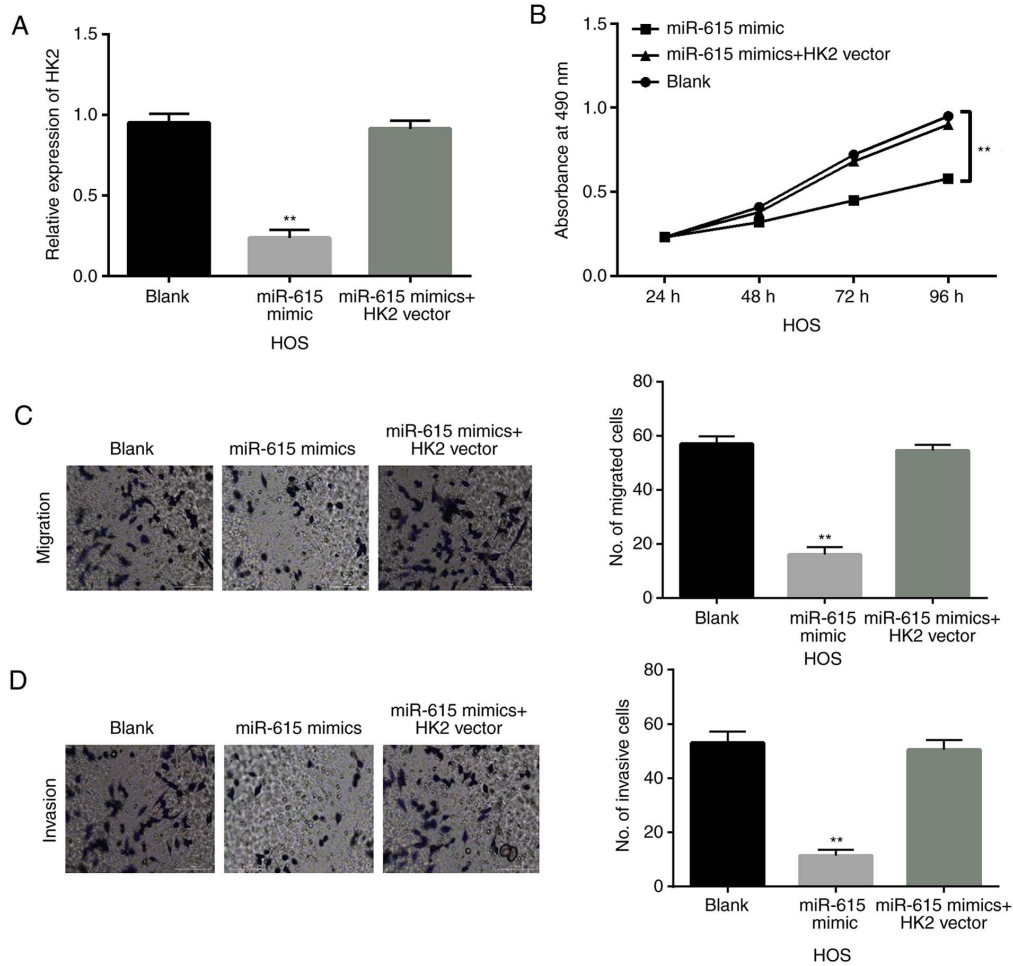 A
Relative expression of HK2
1.5
1.0
0.5
0.0
**
Blank
miR-615
mimic
miR-615 mimics+
HK2 vector
HOS
B
Absorbance at 490 nm
1.5
1.0
0.5
0.0
miR-615 mimic
miR-615 mimics+HK2 vector
Blank
**
24 h
48 h
72 h
96 h
HOS
C
Migration
Blank
miR-615 mimics
miR-615 mimics+
HK2 vector
No. of migrated cells
80
60
40
20
0
**
Blank
miR-615
mimic
miR-615 mimics+
HK2 vector
HOS
D
Invasion
Blank
miR-615 mimics
miR-615 mimics+
HK2 vector
No. of invasive cells
80
60
40
20
0
**
Blank
miR-615
mimic
miR-615 mimics+
HK2 vector
HOS